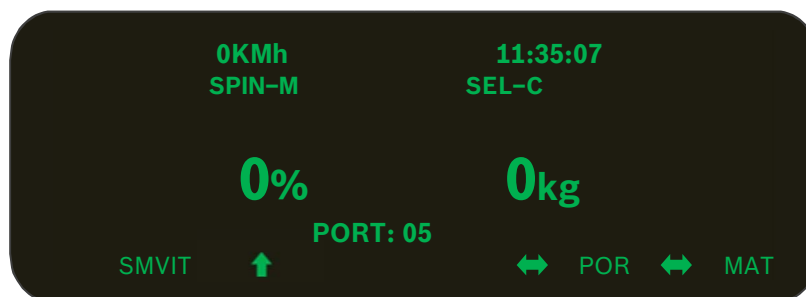 0KMh 11:35:07
SPIN-M SEL-C
0% 0kg
PORT: 05
SMVIT ⬆ ⬌ POR ⬌ MAT